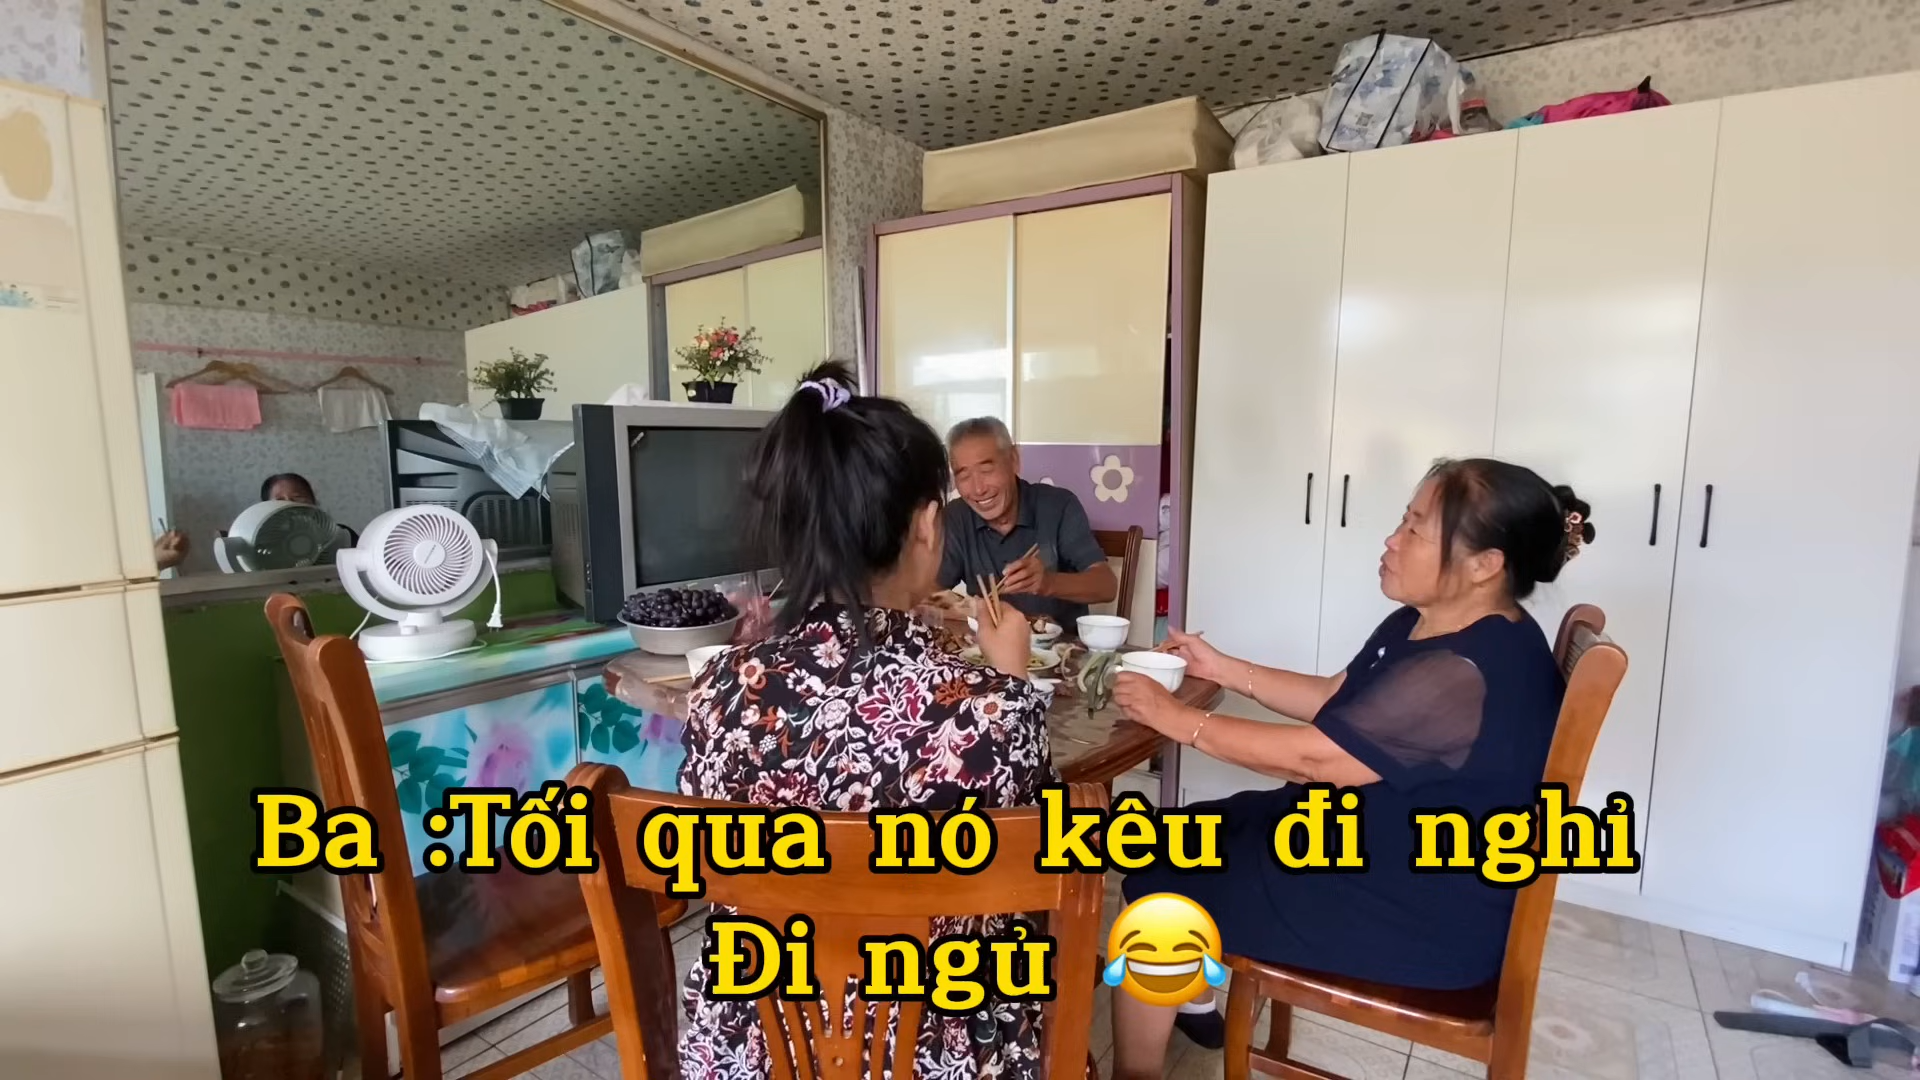 Ba :Tối qua nó kêu đi nghỉ
Đi ngủ 😂